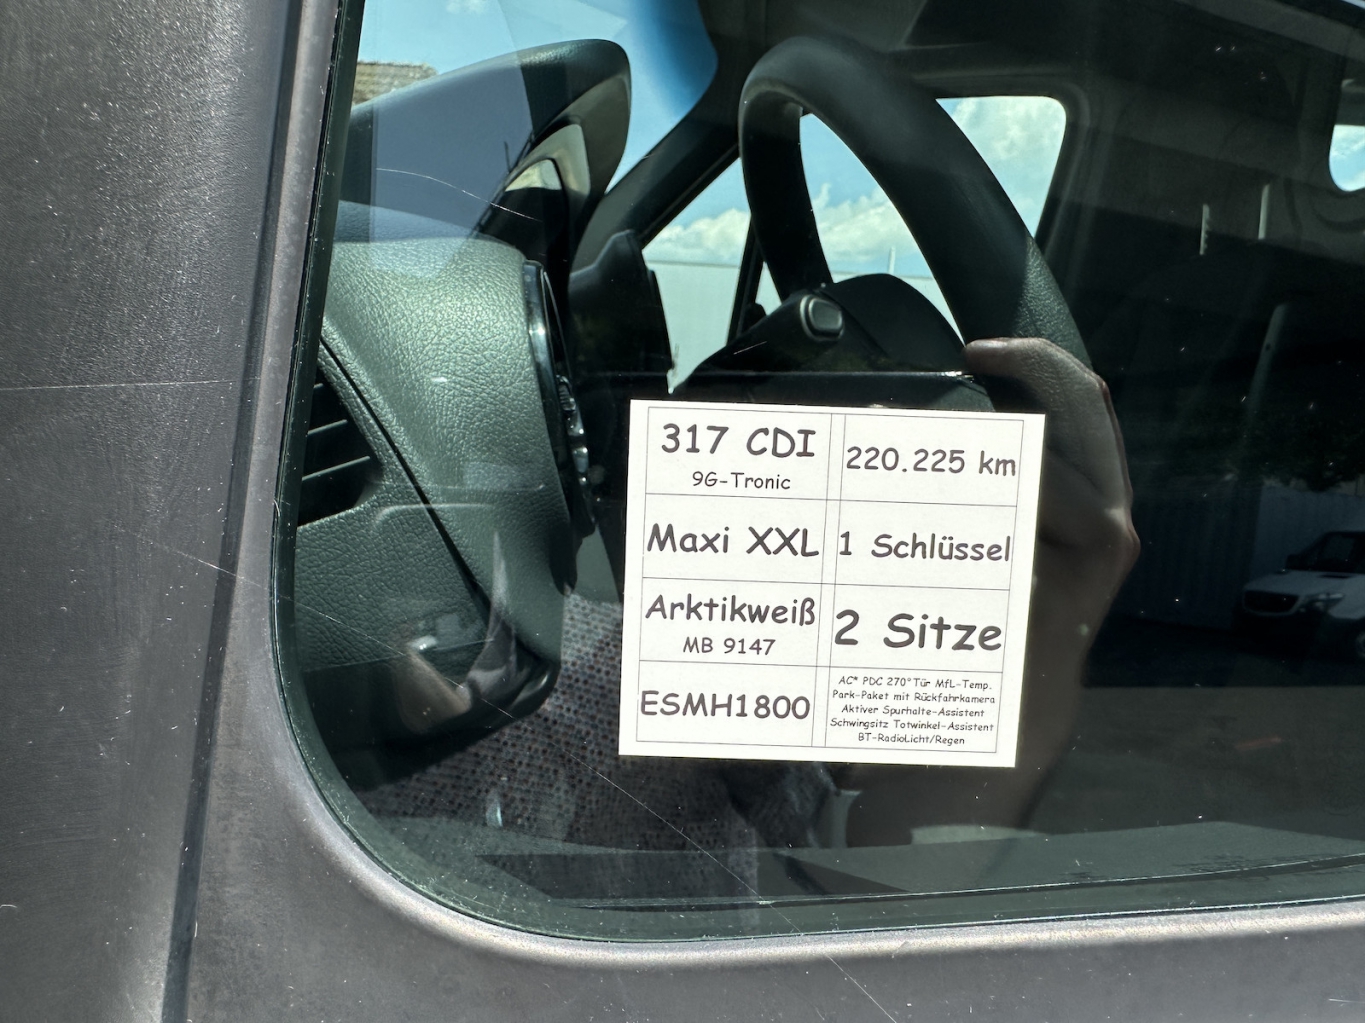 317 CDI
9G-Tronic
220.225 km
Maxi XXL
1 Schlüssel
Arktikweiß
MB 9147
2 Sitze
ESMH1800
AC* PDC 270° Tür MfL-Temp.
Park-Paket mit Rückfahrkamera
Aktiver Spurhalte-Assistent
Schwingsitz Totwinkel-Assistent
BT-RadioLicht/Regen